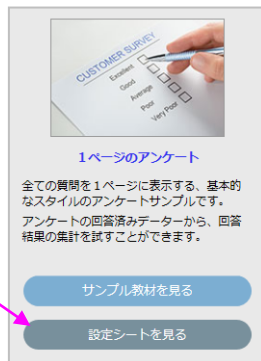 CUSTOMER SURVEY
Excellent
Good
Average
Poor
Very Poor
1ページのアンケート
全ての質問を1ページに表示する、基本的
なスタイルのアンケートサンプルです。
アンケートの回答済みデーターから、回答
結果の集計を試すことができます。
サンプル教材を見る
設定シートを見る